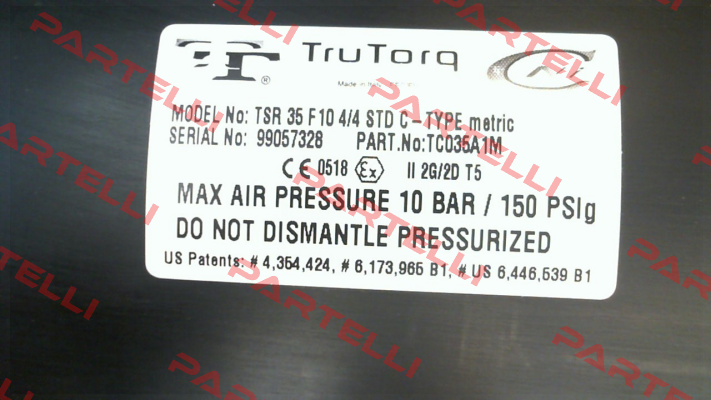 TruTorq
Made in Italy
MODEL No: TSR 35 F10 4/4 STD C-TYPE metric
SERIAL No: 99057328 PART.No:TC035A1M
CE 0518 Ex II 2G/2D T5
MAX AIR PRESSURE 10 BAR / 150 PSIg
DO NOT DISMANTLE PRESSURIZED
US Patents: # 4,354,424, # 6,173,965 B1, # US 6,446,539 B1
PARTELLI
PARTELLI
PARTELLI
PARTELLI
PARTELLI
PARTELLI
PARTELLI
PARTELLI
PARTELLI